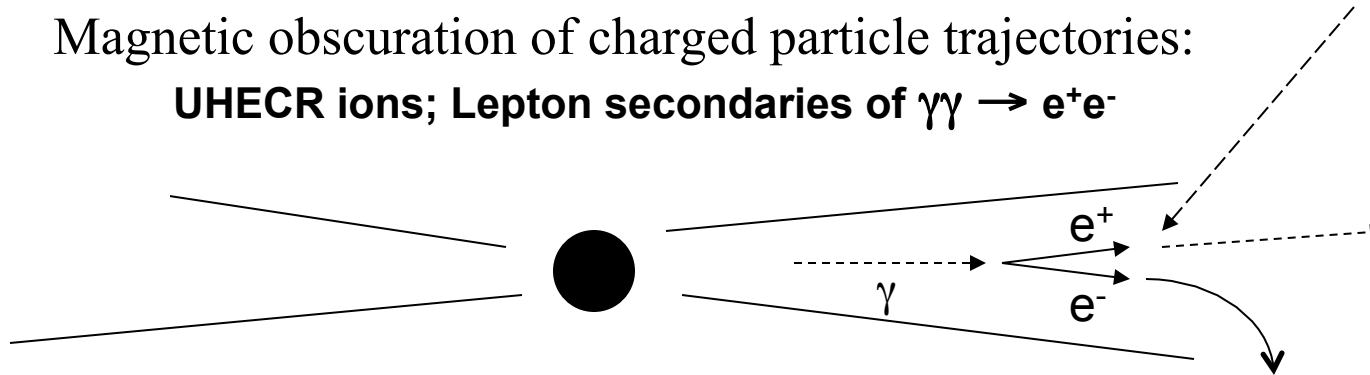 Magnetic obscuration of charged particle trajectories:
UHECR ions; Lepton secondaries of γγ → e⁺e⁻
e⁺
γ
e⁻